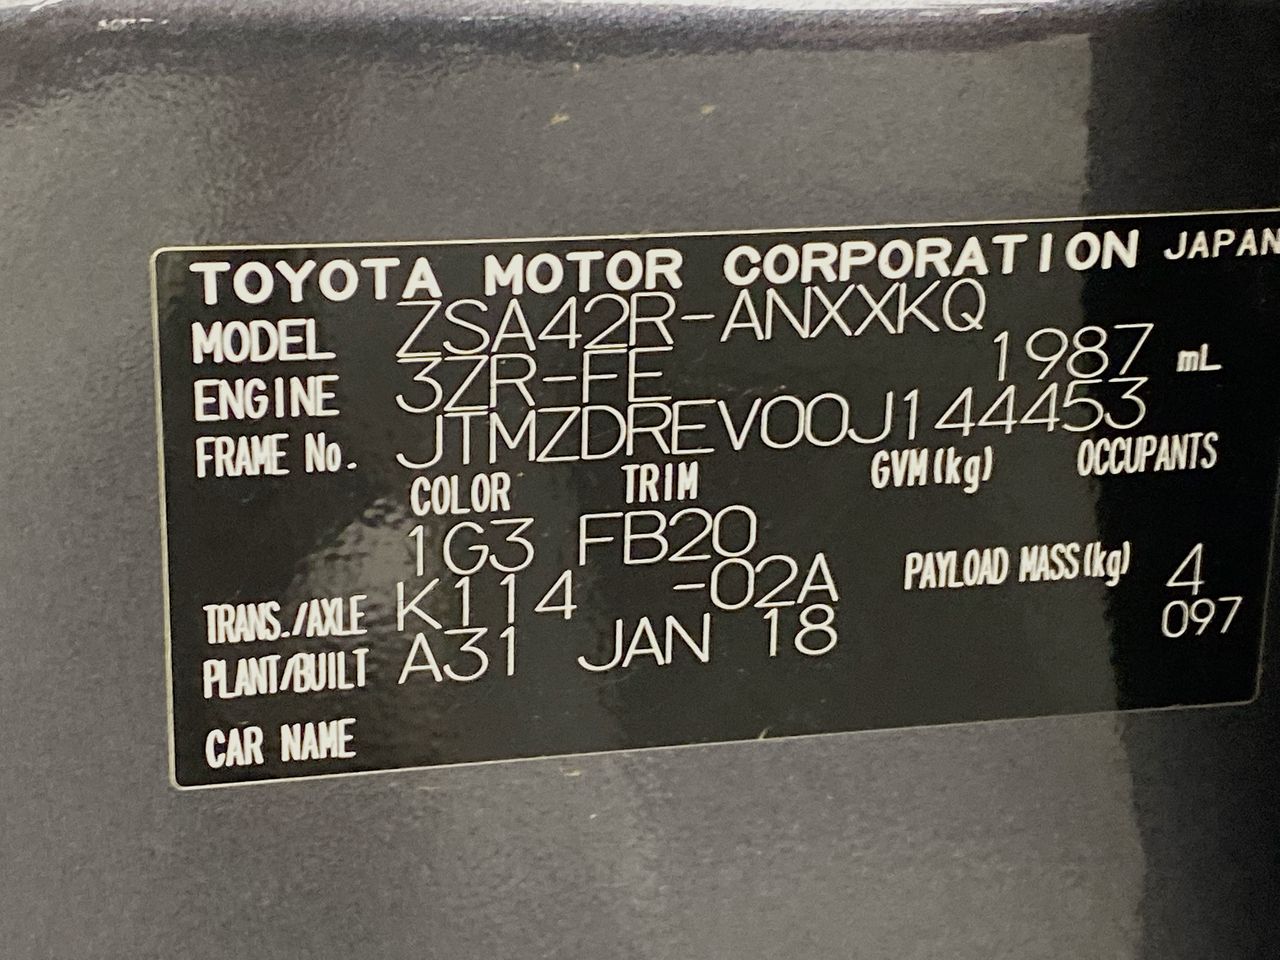 TOYOTA MOTOR CORPORATION JAPAN
MODEL ZSA42R-ANXXKQ
ENGINE 3ZR-FE 1987 mL
FRAME No. JTMZDREV00J144453
COLOR TRIM GVM(kg) OCCUPANTS
1G3 FB20
TRANS./AXLE K114 -02A PAYLOAD MASS(kg) 4
PLANT/BUILT A31 JAN 18 097
CAR NAME